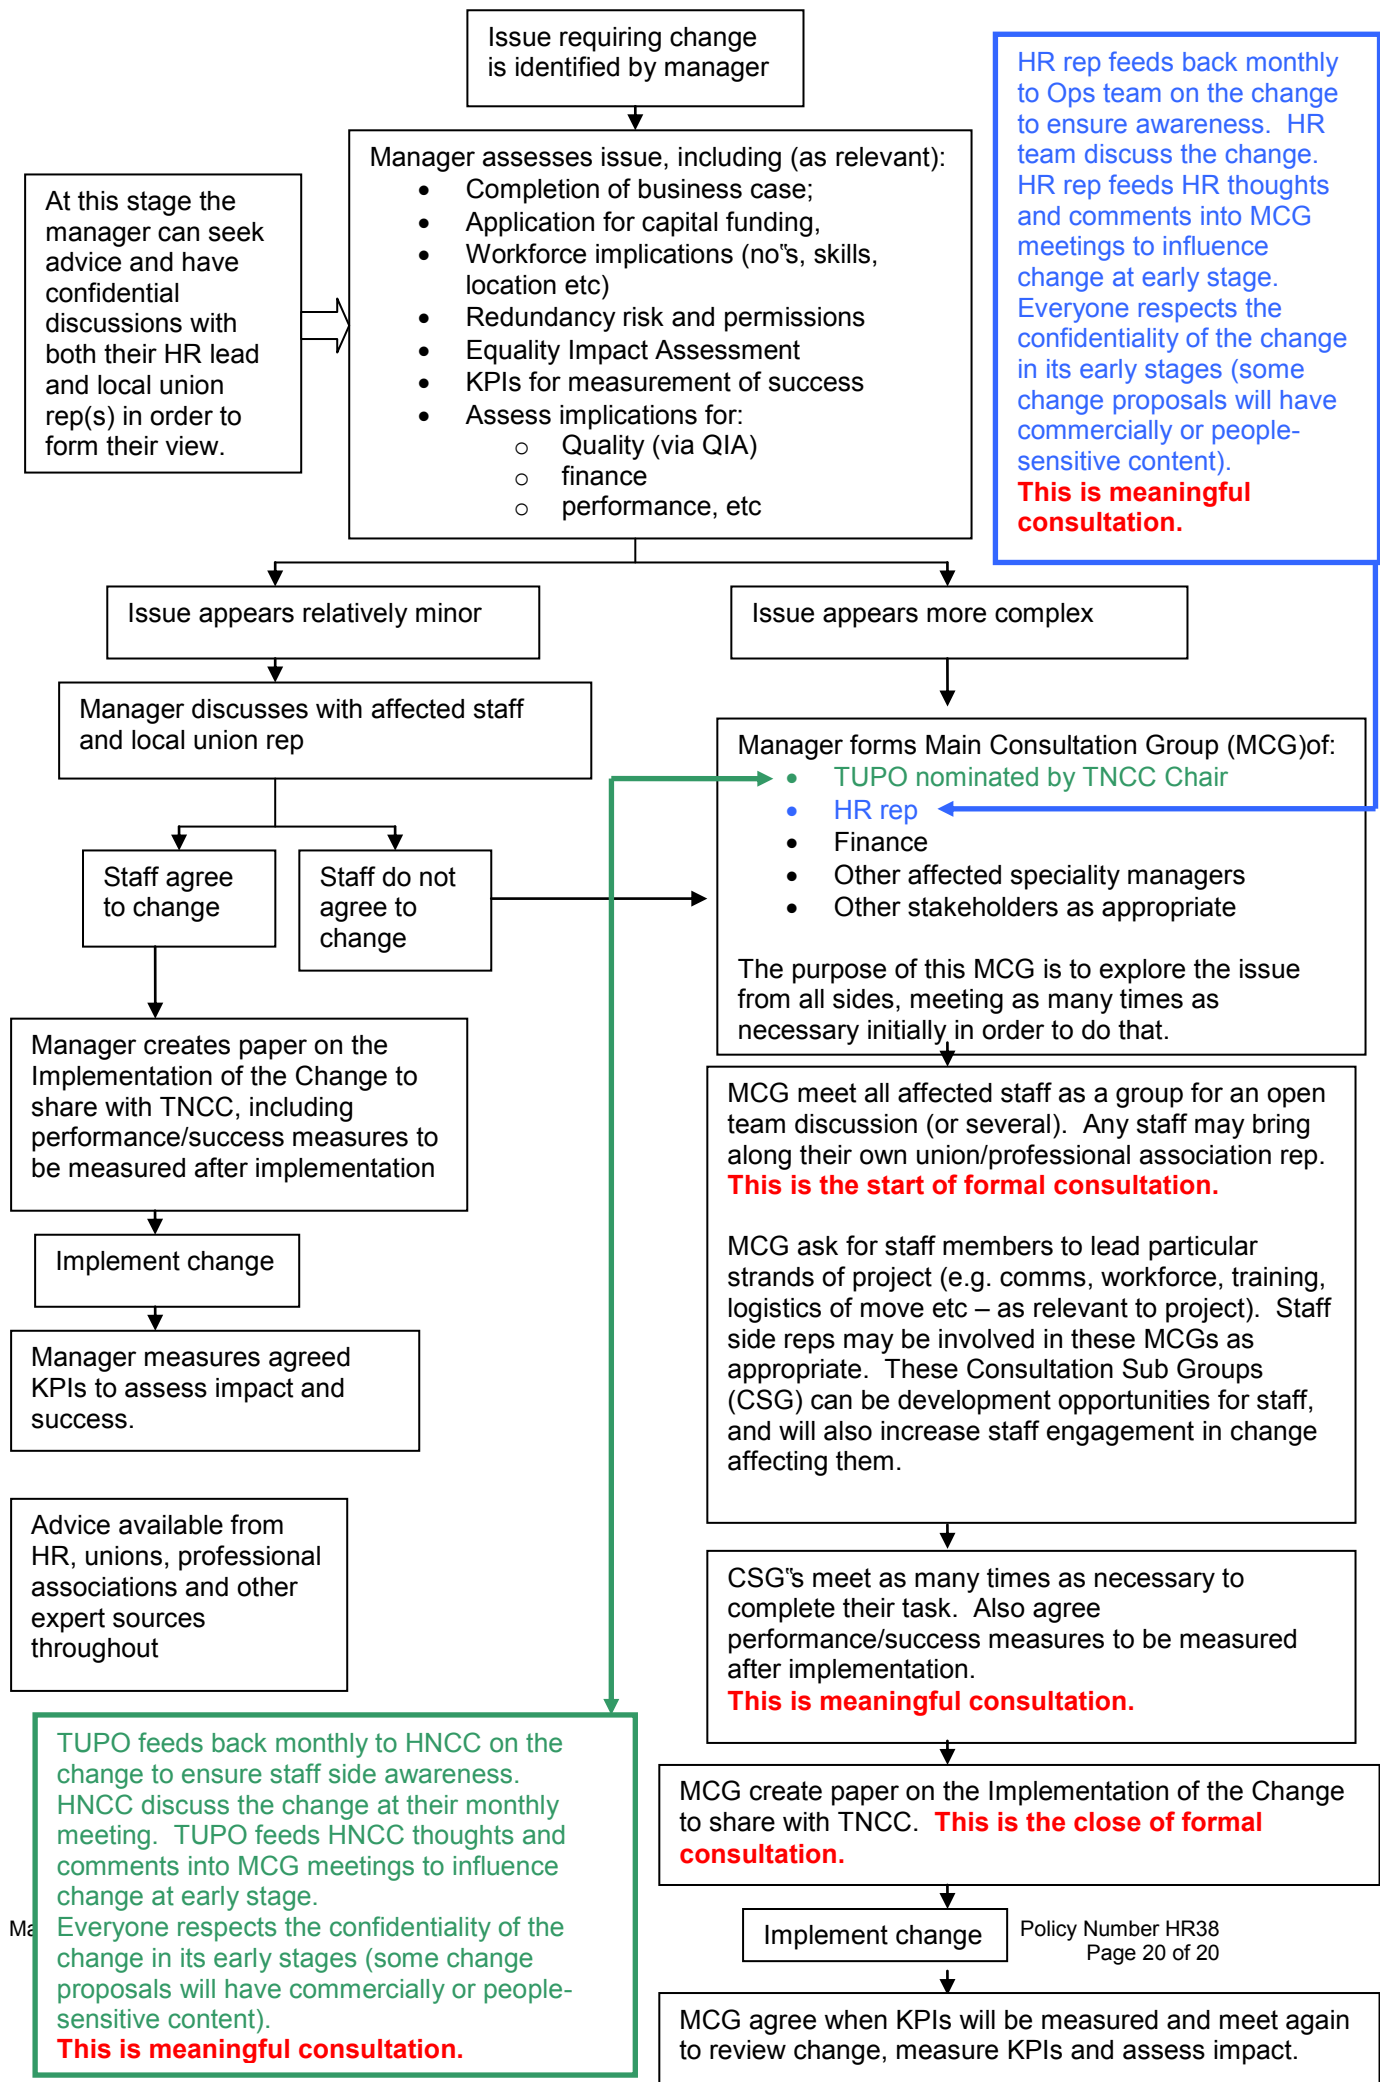 Issue requiring change
is identified by manager
HR rep feeds back monthly
to Ops team on the change
to ensure awareness.  HR
team discuss the change.
HR rep feeds HR thoughts
and comments into MCG
meetings to influence
change at early stage.
Everyone respects the
confidentiality of the change
in its early stages (some
change proposals will have
commercially or people-
sensitive content).
This is meaningful
consultation.
Manager assesses issue, including (as relevant):
• Completion of business case;
• Application for capital funding,
• Workforce implications (no‟s, skills,
location etc)
• Redundancy risk and permissions
• Equality Impact Assessment
• KPIs for measurement of success
• Assess implications for:
o Quality (via QIA)
o finance
o performance, etc
At this stage the
manager can seek
advice and have
confidential
discussions with
both their HR lead
and local union
rep(s) in order to
form their view.
Issue appears relatively minor
Issue appears more complex
Manager discusses with affected staff
and local union rep
Manager forms Main Consultation Group (MCG)of:
• TUPO nominated by TNCC Chair
• HR rep
• Finance
• Other affected speciality managers
• Other stakeholders as appropriate
The purpose of this MCG is to explore the issue
from all sides, meeting as many times as
necessary initially in order to do that.
Staff agree
to change
Staff do not
agree to
change
Manager creates paper on the
Implementation of the Change to
share with TNCC, including
performance/success measures to
be measured after implementation
Implement change
Manager measures agreed
KPIs to assess impact and
success.
MCG meet all affected staff as a group for an open
team discussion (or several).  Any staff may bring
along their own union/professional association rep.
This is the start of formal consultation.
MCG ask for staff members to lead particular
strands of project (e.g. comms, workforce, training,
logistics of move etc – as relevant to project).  Staff
side reps may be involved in these MCGs as
appropriate.  These Consultation Sub Groups
(CSG) can be development opportunities for staff,
and will also increase staff engagement in change
affecting them.
Advice available from
HR, unions, professional
associations and other
expert sources
throughout
CSG‟s meet as many times as necessary to
complete their task.  Also agree
performance/success measures to be measured
after implementation.
This is meaningful consultation.
TUPO feeds back monthly to HNCC on the
change to ensure staff side awareness.
HNCC discuss the change at their monthly
meeting.  TUPO feeds HNCC thoughts and
comments into MCG meetings to influence
change at early stage.
Everyone respects the confidentiality of the
change in its early stages (some change
proposals will have commercially or people-
sensitive content).
This is meaningful consultation.
MCG create paper on the Implementation of the Change
to share with TNCC.  This is the close of formal
consultation.
Implement change
Policy Number HR38
Page 20 of 20
MCG agree when KPIs will be measured and meet again
to review change, measure KPIs and assess impact.